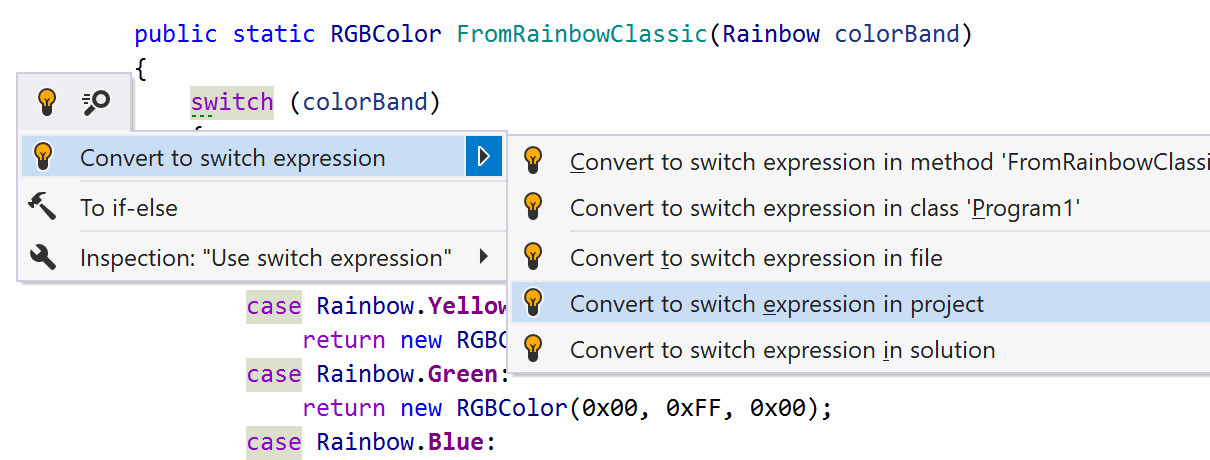 public static RGBColor FromRainbowClassic(Rainbow colorBand)
{
switch (colorBand)
Convert to switch expression
To if-else
Inspection: "Use switch expression"
Convert to switch expression in method 'FromRainbowClassi
Convert to switch expression in class 'Program1'
Convert to switch expression in file
Convert to switch expression in project
Convert to switch expression in solution
case Rainbow.Yellow
return new RGBC
case Rainbow.Green:
return new RGBColor(0x00, 0xFF, 0x00);
case Rainbow.Blue: